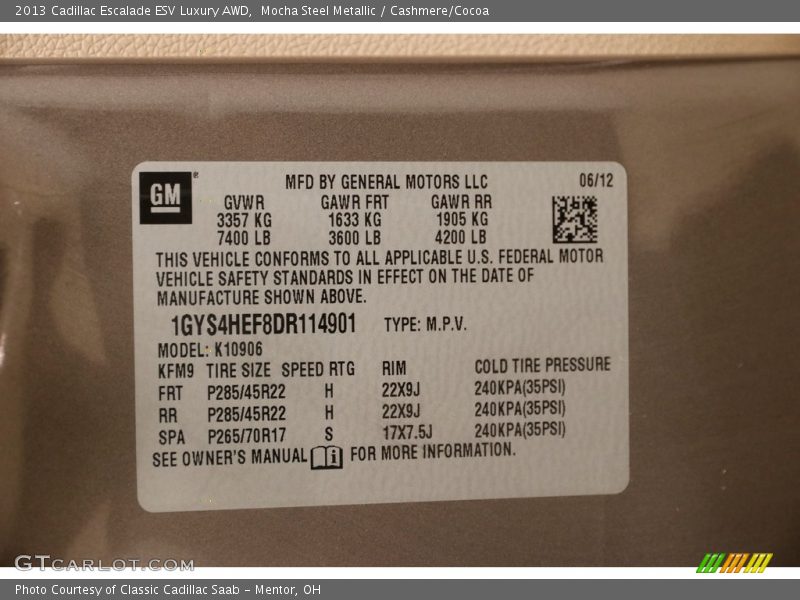 2013 Cadillac Escalade ESV Luxury AWD, Mocha Steel Metallic / Cashmere/Cocoa
GM ® MFD BY GENERAL MOTORS LLC 06/12
GVWR GAWR FRT GAWR RR
3357 KG 1633 KG 1905 KG
7400 LB 3600 LB 4200 LB
THIS VEHICLE CONFORMS TO ALL APPLICABLE U.S. FEDERAL MOTOR
VEHICLE SAFETY STANDARDS IN EFFECT ON THE DATE OF
MANUFACTURE SHOWN ABOVE.
1GYS4HEF8DR114901 TYPE: M.P.V.
MODEL: K10906
KFM9 TIRE SIZE SPEED RTG RIM COLD TIRE PRESSURE
FRT P285/45R22 H 22X9J 240KPA(35PSI)
RR P285/45R22 H 22X9J 240KPA(35PSI)
SPA P265/70R17 S 17X7.5J 240KPA(35PSI)
SEE OWNER'S MANUAL i FOR MORE INFORMATION.
GTCARLOT.COM
Photo Courtesy of Classic Cadillac Saab - Mentor, OH